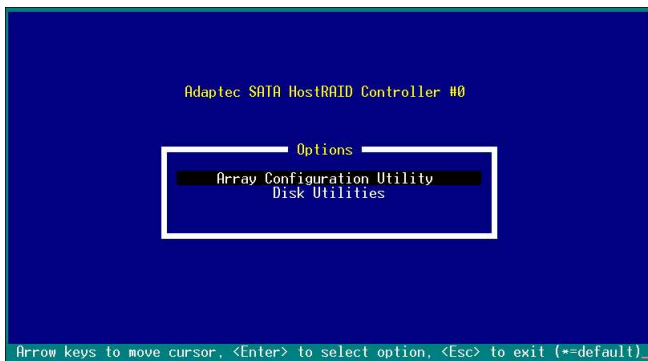 Adaptec SATA HostRAID Controller #0
Options
Array Configuration Utility
Disk Utilities
Arrow keys to move cursor, <Enter> to select option, <Esc> to exit (*=default)_